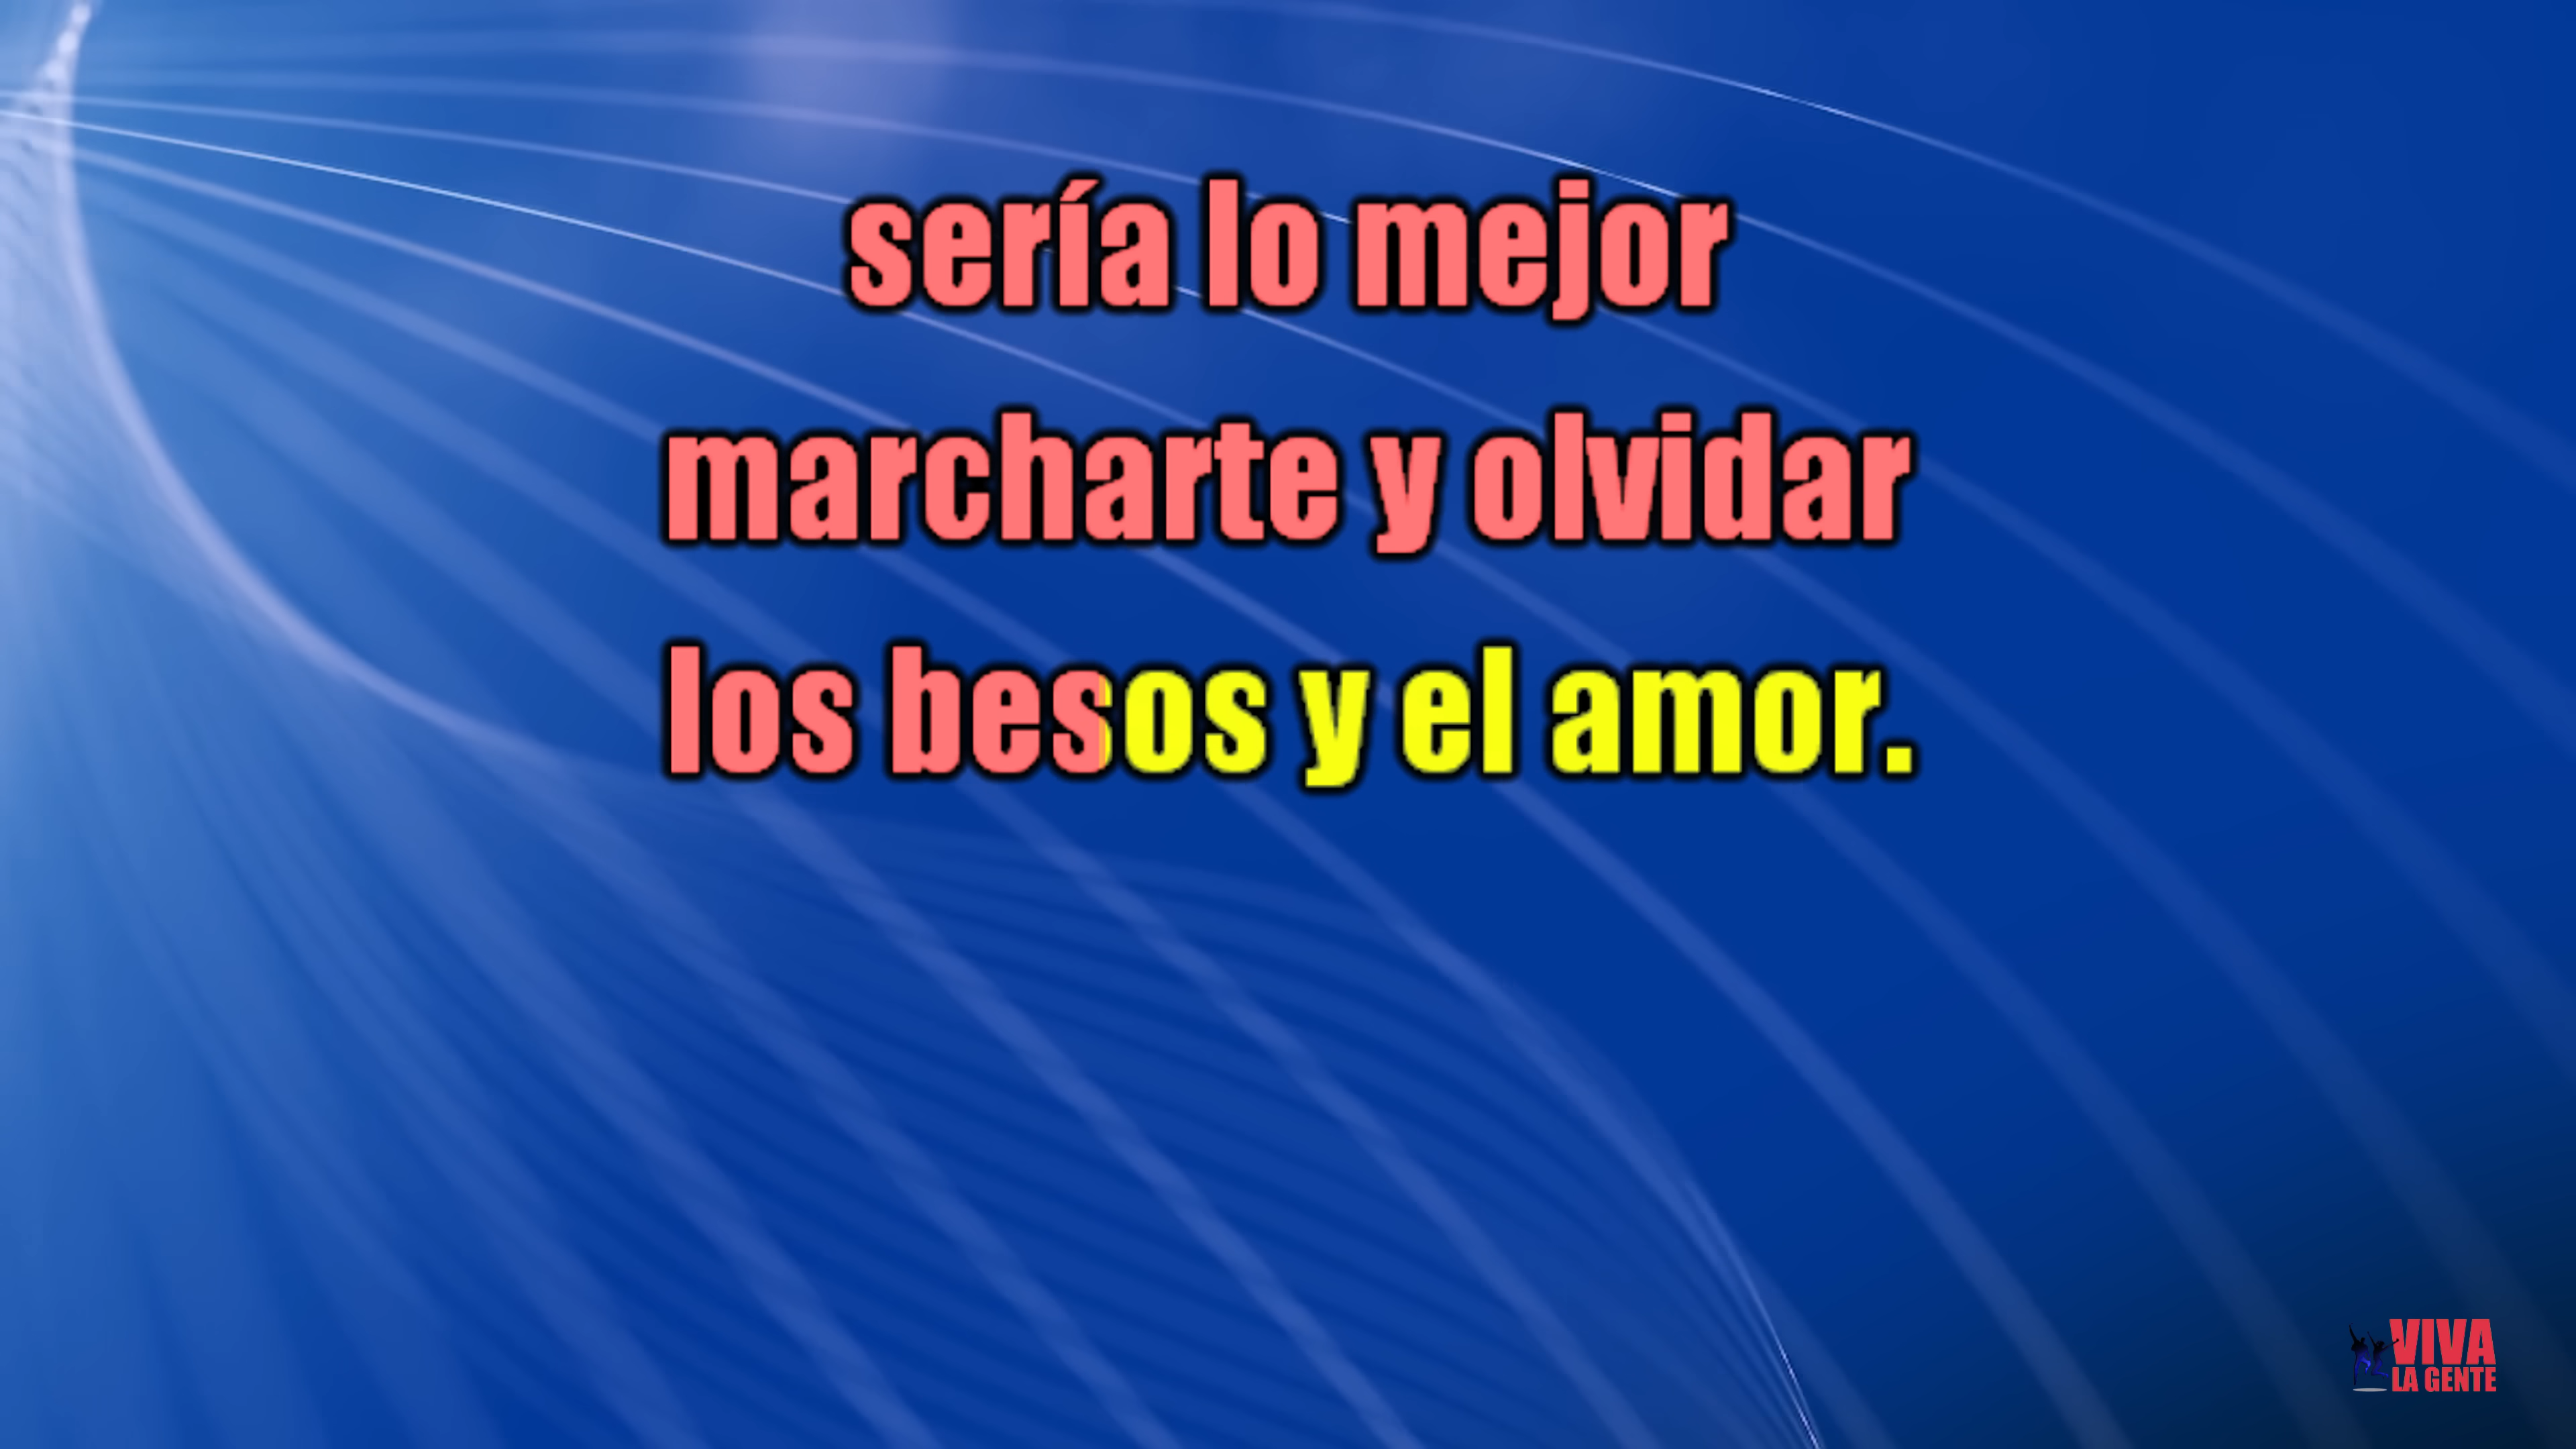 sería lo mejor
marcharte y olvidar
los besos y el amor.
VIVA
LA GENTE